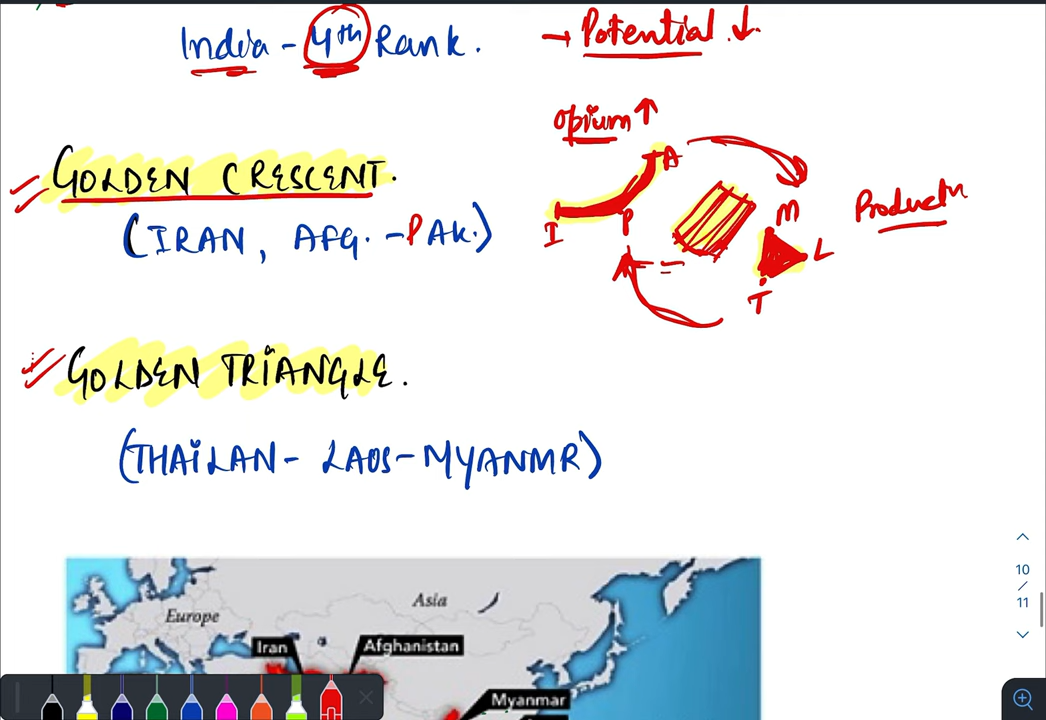 India - 4th Rank. → Potential ↓.
Opium ↑
A
GOLDEN CRESCENT.
I P M Productn
(IRAN, AFG. - PAK.)
L
T
GOLDEN TRIANGLE.
(THAILAN - LAOS - MYANMR)
10
/
11
Asia
Europe
Iran Afghanistan
Myanmar